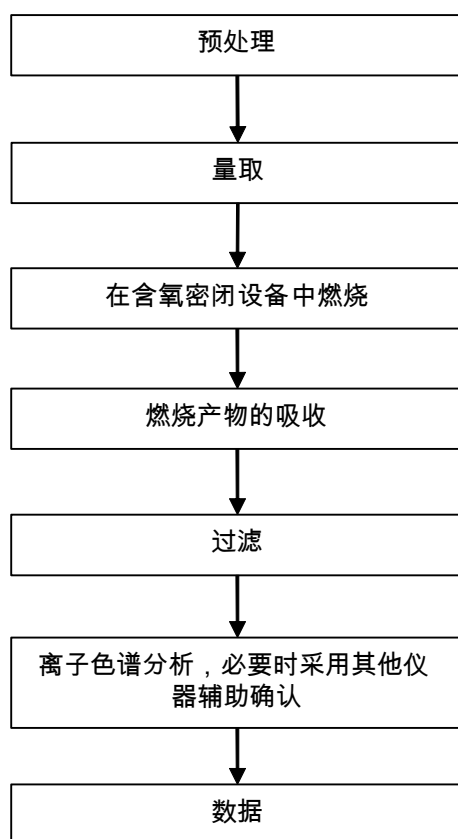 预处理
量取
在含氧密闭设备中燃烧
燃烧产物的吸收
过滤
离子色谱分析，必要时采用其他仪
器辅助确认
数据